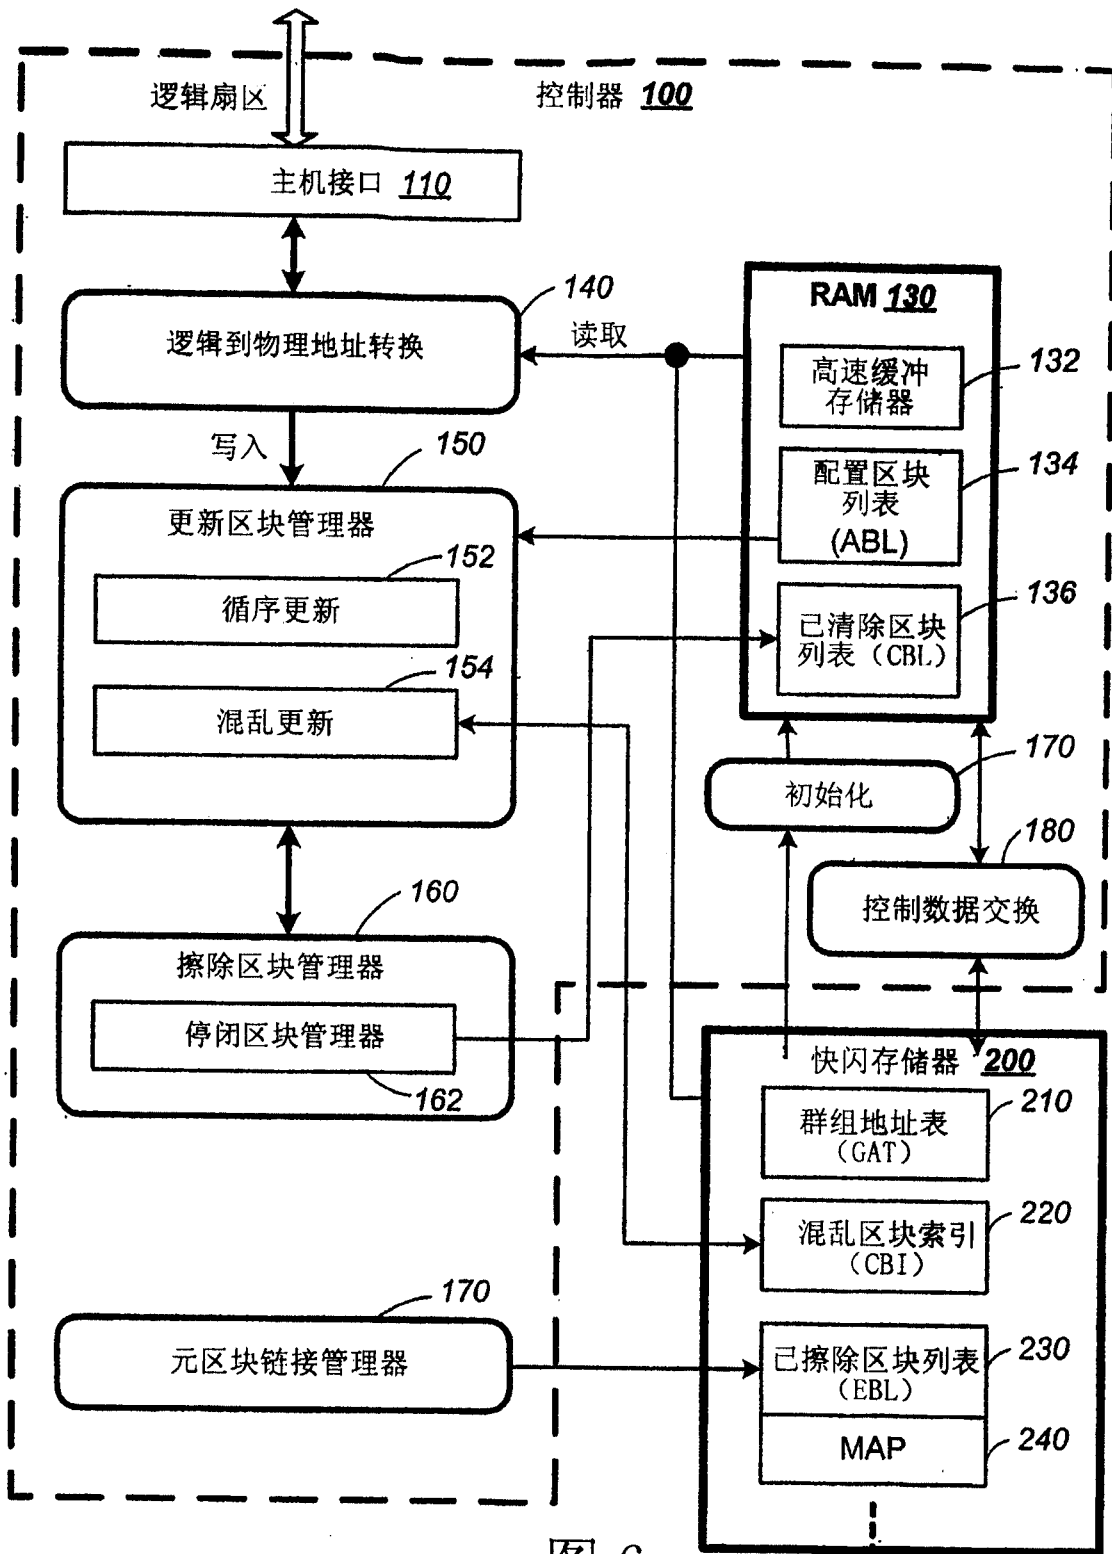 逻辑扇区
控制器 100
主机接口 110
140
逻辑到物理地址转换
读取
RAM 130
高速缓冲
存储器
132
写入
150
配置区块
列表
(ABL)
134
更新区块管理器
152
循序更新
136
已清除区块
列表（CBL）
154
混乱更新
170
初始化
180
控制数据交换
160
擦除区块管理器
停闭区块管理器
162
快闪存储器 200
210
群组地址表
（GAT）
220
混乱区块索引
（CBI）
170
元区块链接管理器
已擦除区块列表
（EBL）
230
MAP
240
图 6